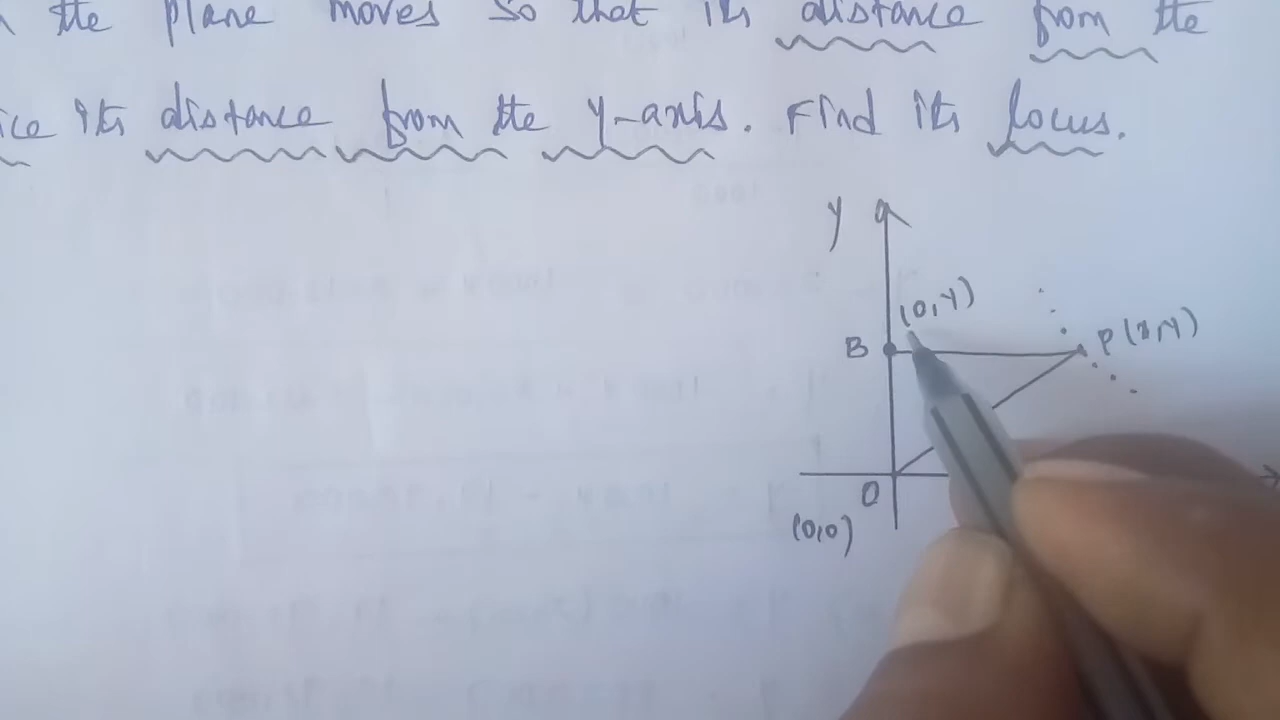 the plane moves so that its distance from the
ice its distance from the y-axis. Find its locus.
y
(0,y)
B
P(x,y)
O
(0,0)